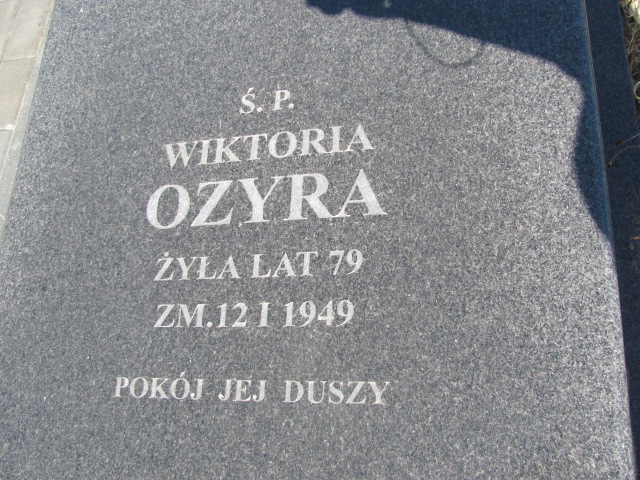 Ś. P.
WIKTORIA
OZYRA
ŻYŁA LAT 79
ZM.12 I 1949
POKÓJ JEJ DUSZY